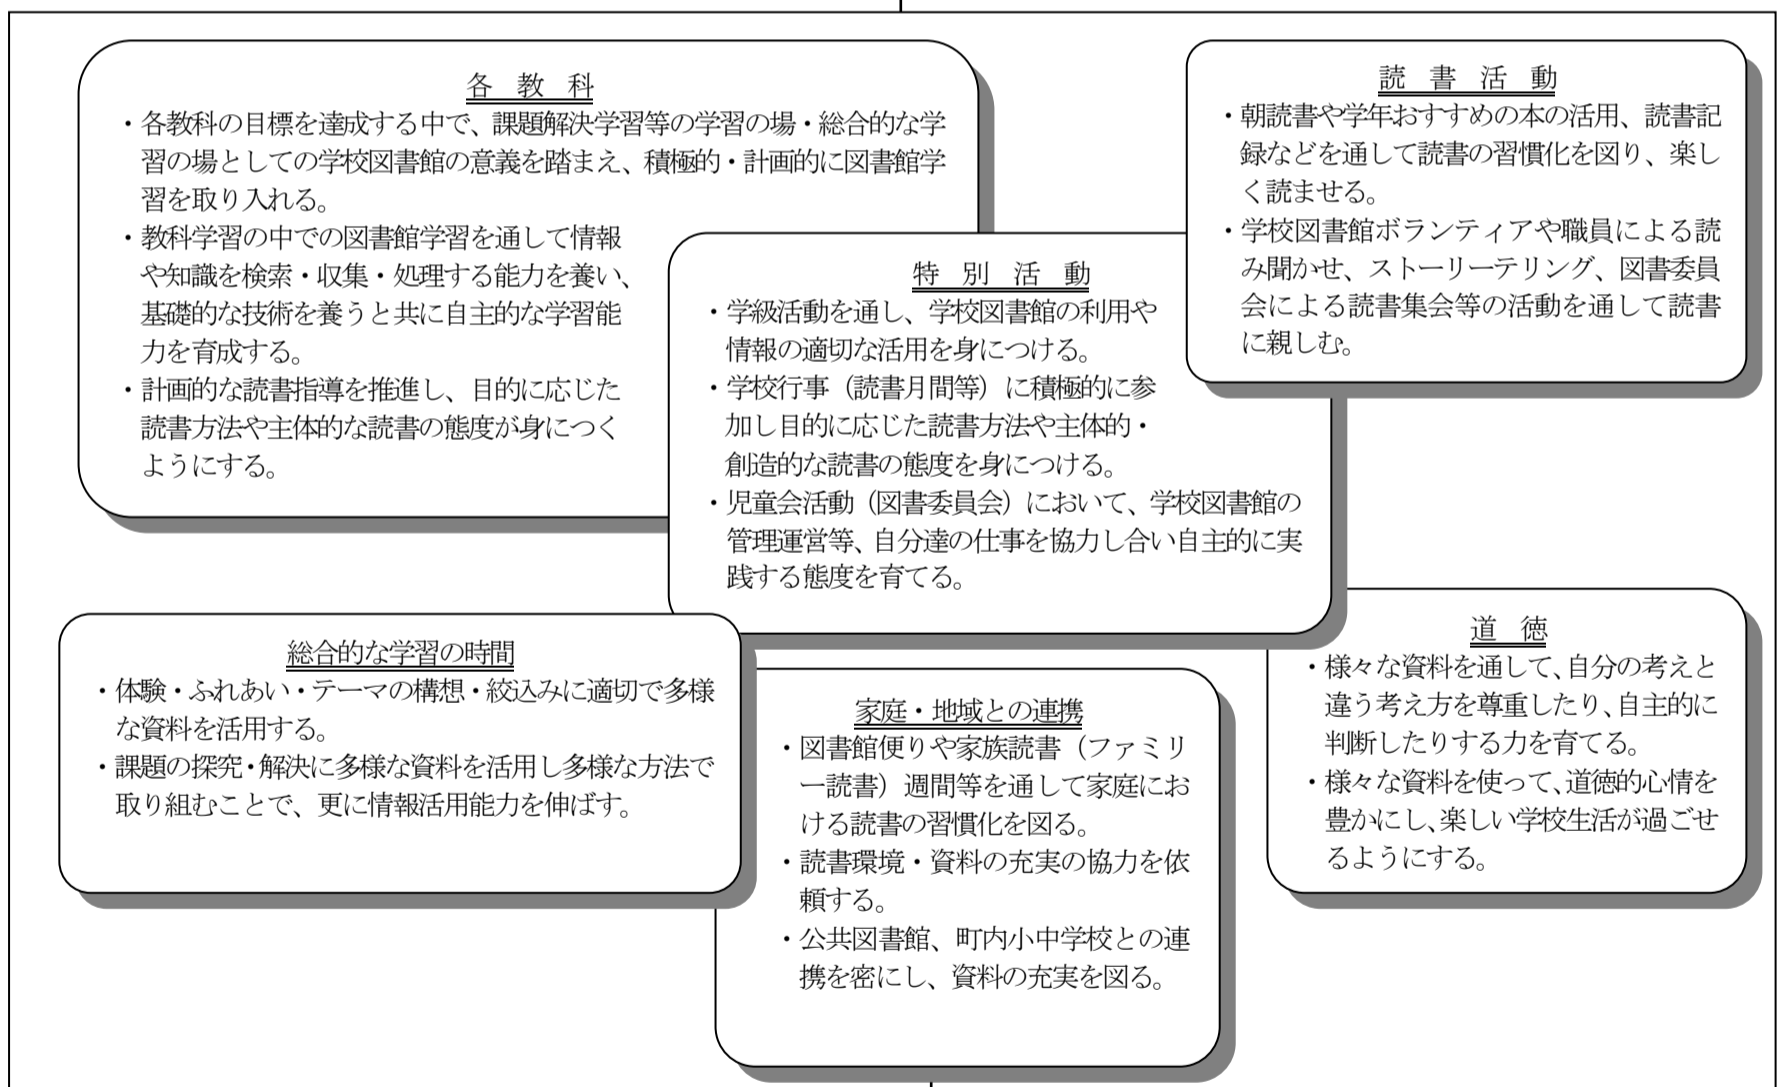 各 教 科
・各教科の目標を達成する中で、課題解決学習等の学習の場・総合的な学
習の場としての学校図書館の意義を踏まえ、積極的・計画的に図書館学
習を取り入れる。
・教科学習の中での図書館学習を通して情報
や知識を検索・収集・処理する能力を養い、
基礎的な技術を養うと共に自主的な学習能
力を育成する。
・計画的な読書指導を推進し、目的に応じた
読書方法や主体的な読書の態度が身につく
ようにする。
読 書 活 動
・朝読書や学年おすすめの本の活用、読書記
録などを通して読書の習慣化を図り、楽し
く読ませる。
・学校図書館ボランティアや職員による読
み聞かせ、ストーリーテリング、図書委員
会による読書集会等の活動を通して読書
に親しむ。
特 別 活 動
・学級活動を通し、学校図書館の利用や
情報の適切な活用を身につける。
・学校行事（読書月間等）に積極的に参
加し目的に応じた読書方法や主体的・
創造的な読書の態度を身につける。
・児童会活動（図書委員会）において、学校図書館の
管理運営等、自分達の仕事を協力し合い自主的に実
践する態度を育てる。
総合的な学習の時間
・体験・ふれあい・テーマの構想・絞込みに適切で多様
な資料を活用する。
・課題の探究・解決に多様な資料を活用し多様な方法で
取り組むことで、更に情報活用能力を伸ばす。
家庭・地域との連携
・図書館便りや家族読書（ファミリ
ー読書）週間等を通して家庭にお
ける読書の習慣化を図る。
・読書環境・資料の充実の協力を依
頼する。
・公共図書館、町内小中学校との連
携を密にし、資料の充実を図る。
道 徳
・様々な資料を通して、自分の考えと
違う考え方を尊重したり、自主的に
判断したりする力を育てる。
・様々な資料を使って、道徳的心情を
豊かにし、楽しい学校生活が過ごせ
るようにする。